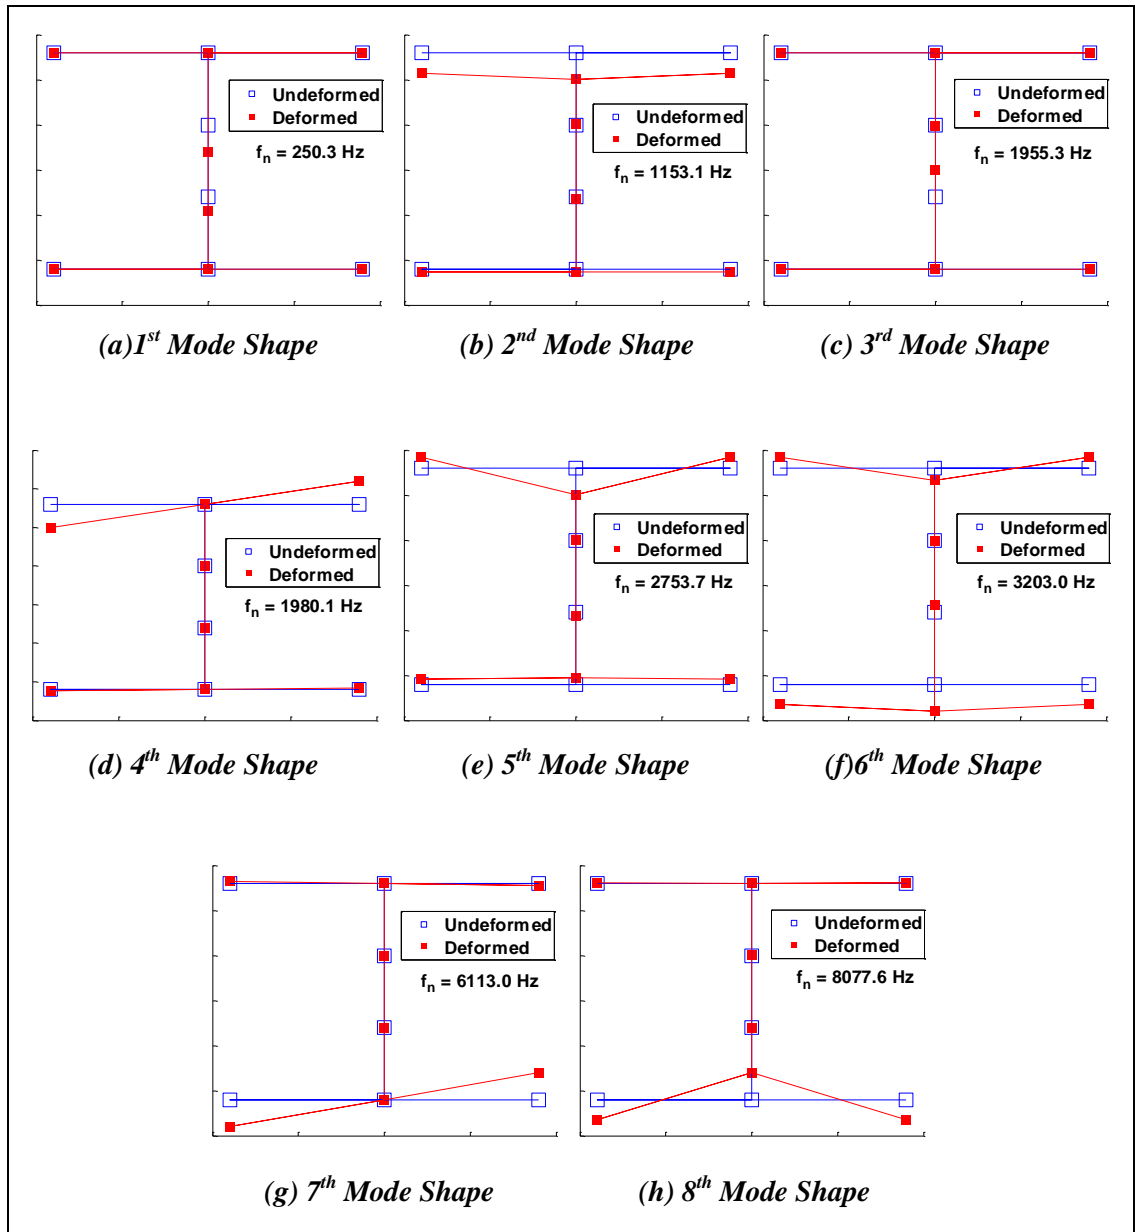 Undeformed
Deformed
f_n = 250.3 Hz
Undeformed
Deformed
f_n = 1153.1 Hz
Undeformed
Deformed
f_n = 1955.3 Hz
(a)1st Mode Shape
(b) 2nd Mode Shape
(c) 3rd Mode Shape
Undeformed
Deformed
f_n = 1980.1 Hz
Undeformed
Deformed
f_n = 2753.7 Hz
Undeformed
Deformed
f_n = 3203.0 Hz
(d) 4th Mode Shape
(e) 5th Mode Shape
(f)6th Mode Shape
Undeformed
Deformed
f_n = 6113.0 Hz
Undeformed
Deformed
f_n = 8077.6 Hz
(g) 7th Mode Shape
(h) 8th Mode Shape